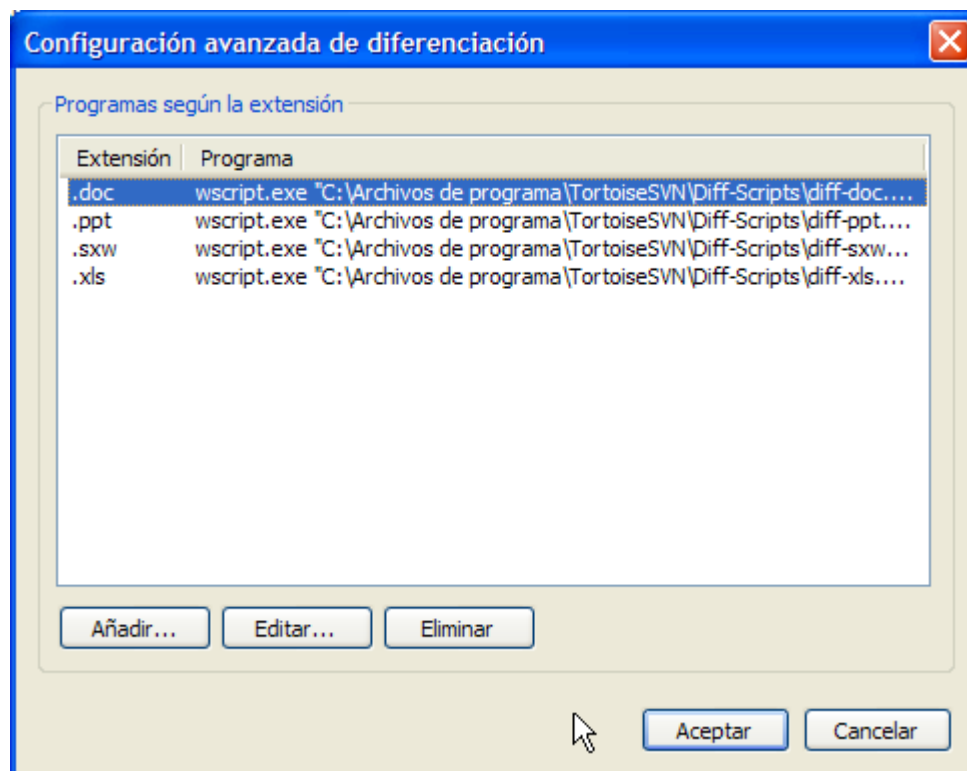 Configuración avanzada de diferenciación
Programas según la extensión
Extensión Programa
.doc wscript.exe "C:\Archivos de programa\TortoiseSVN\Diff-Scripts\diff-doc....
.ppt wscript.exe "C:\Archivos de programa\TortoiseSVN\Diff-Scripts\diff-ppt....
.sxw wscript.exe "C:\Archivos de programa\TortoiseSVN\Diff-Scripts\diff-sxw...
.xls wscript.exe "C:\Archivos de programa\TortoiseSVN\Diff-Scripts\diff-xls....
Añadir... Editar... Eliminar
Aceptar Cancelar